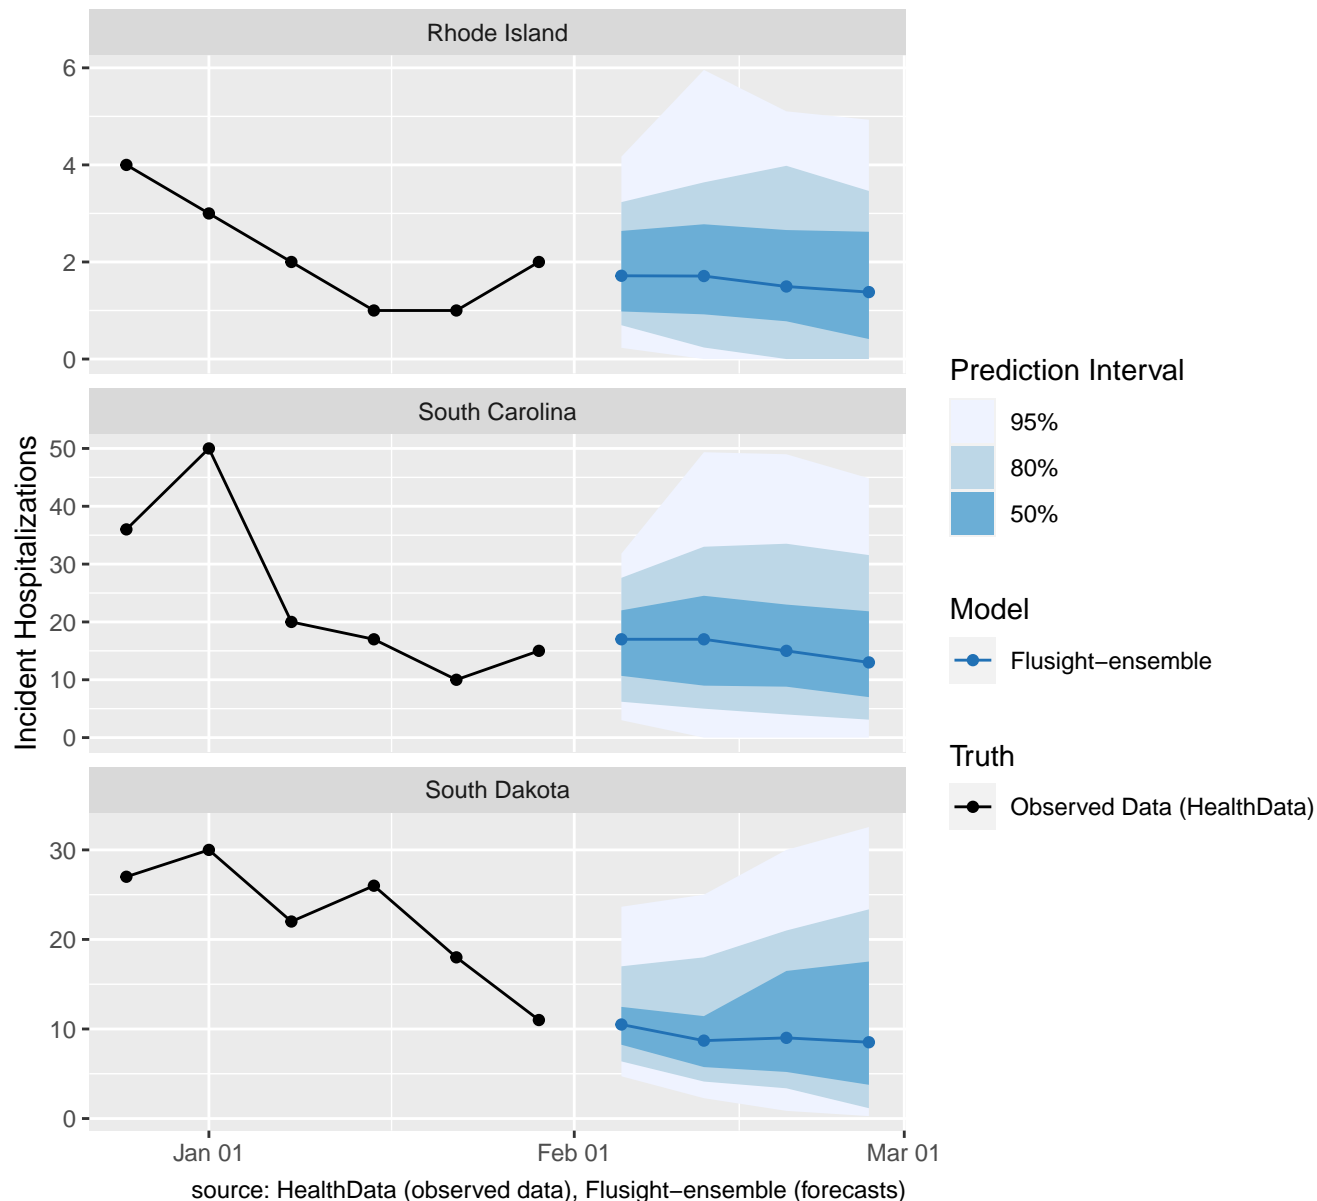 Rhode Island
6
4
2
0
South Carolina
50
40
30
20
10
0
South Dakota
30
20
10
0
Incident Hospitalizations
Jan 01
Feb 01
Mar 01
source: HealthData (observed data), Flusight−ensemble (forecasts)
Prediction Interval
95%
80%
50%
Model
Flusight−ensemble
Truth
Observed Data (HealthData)